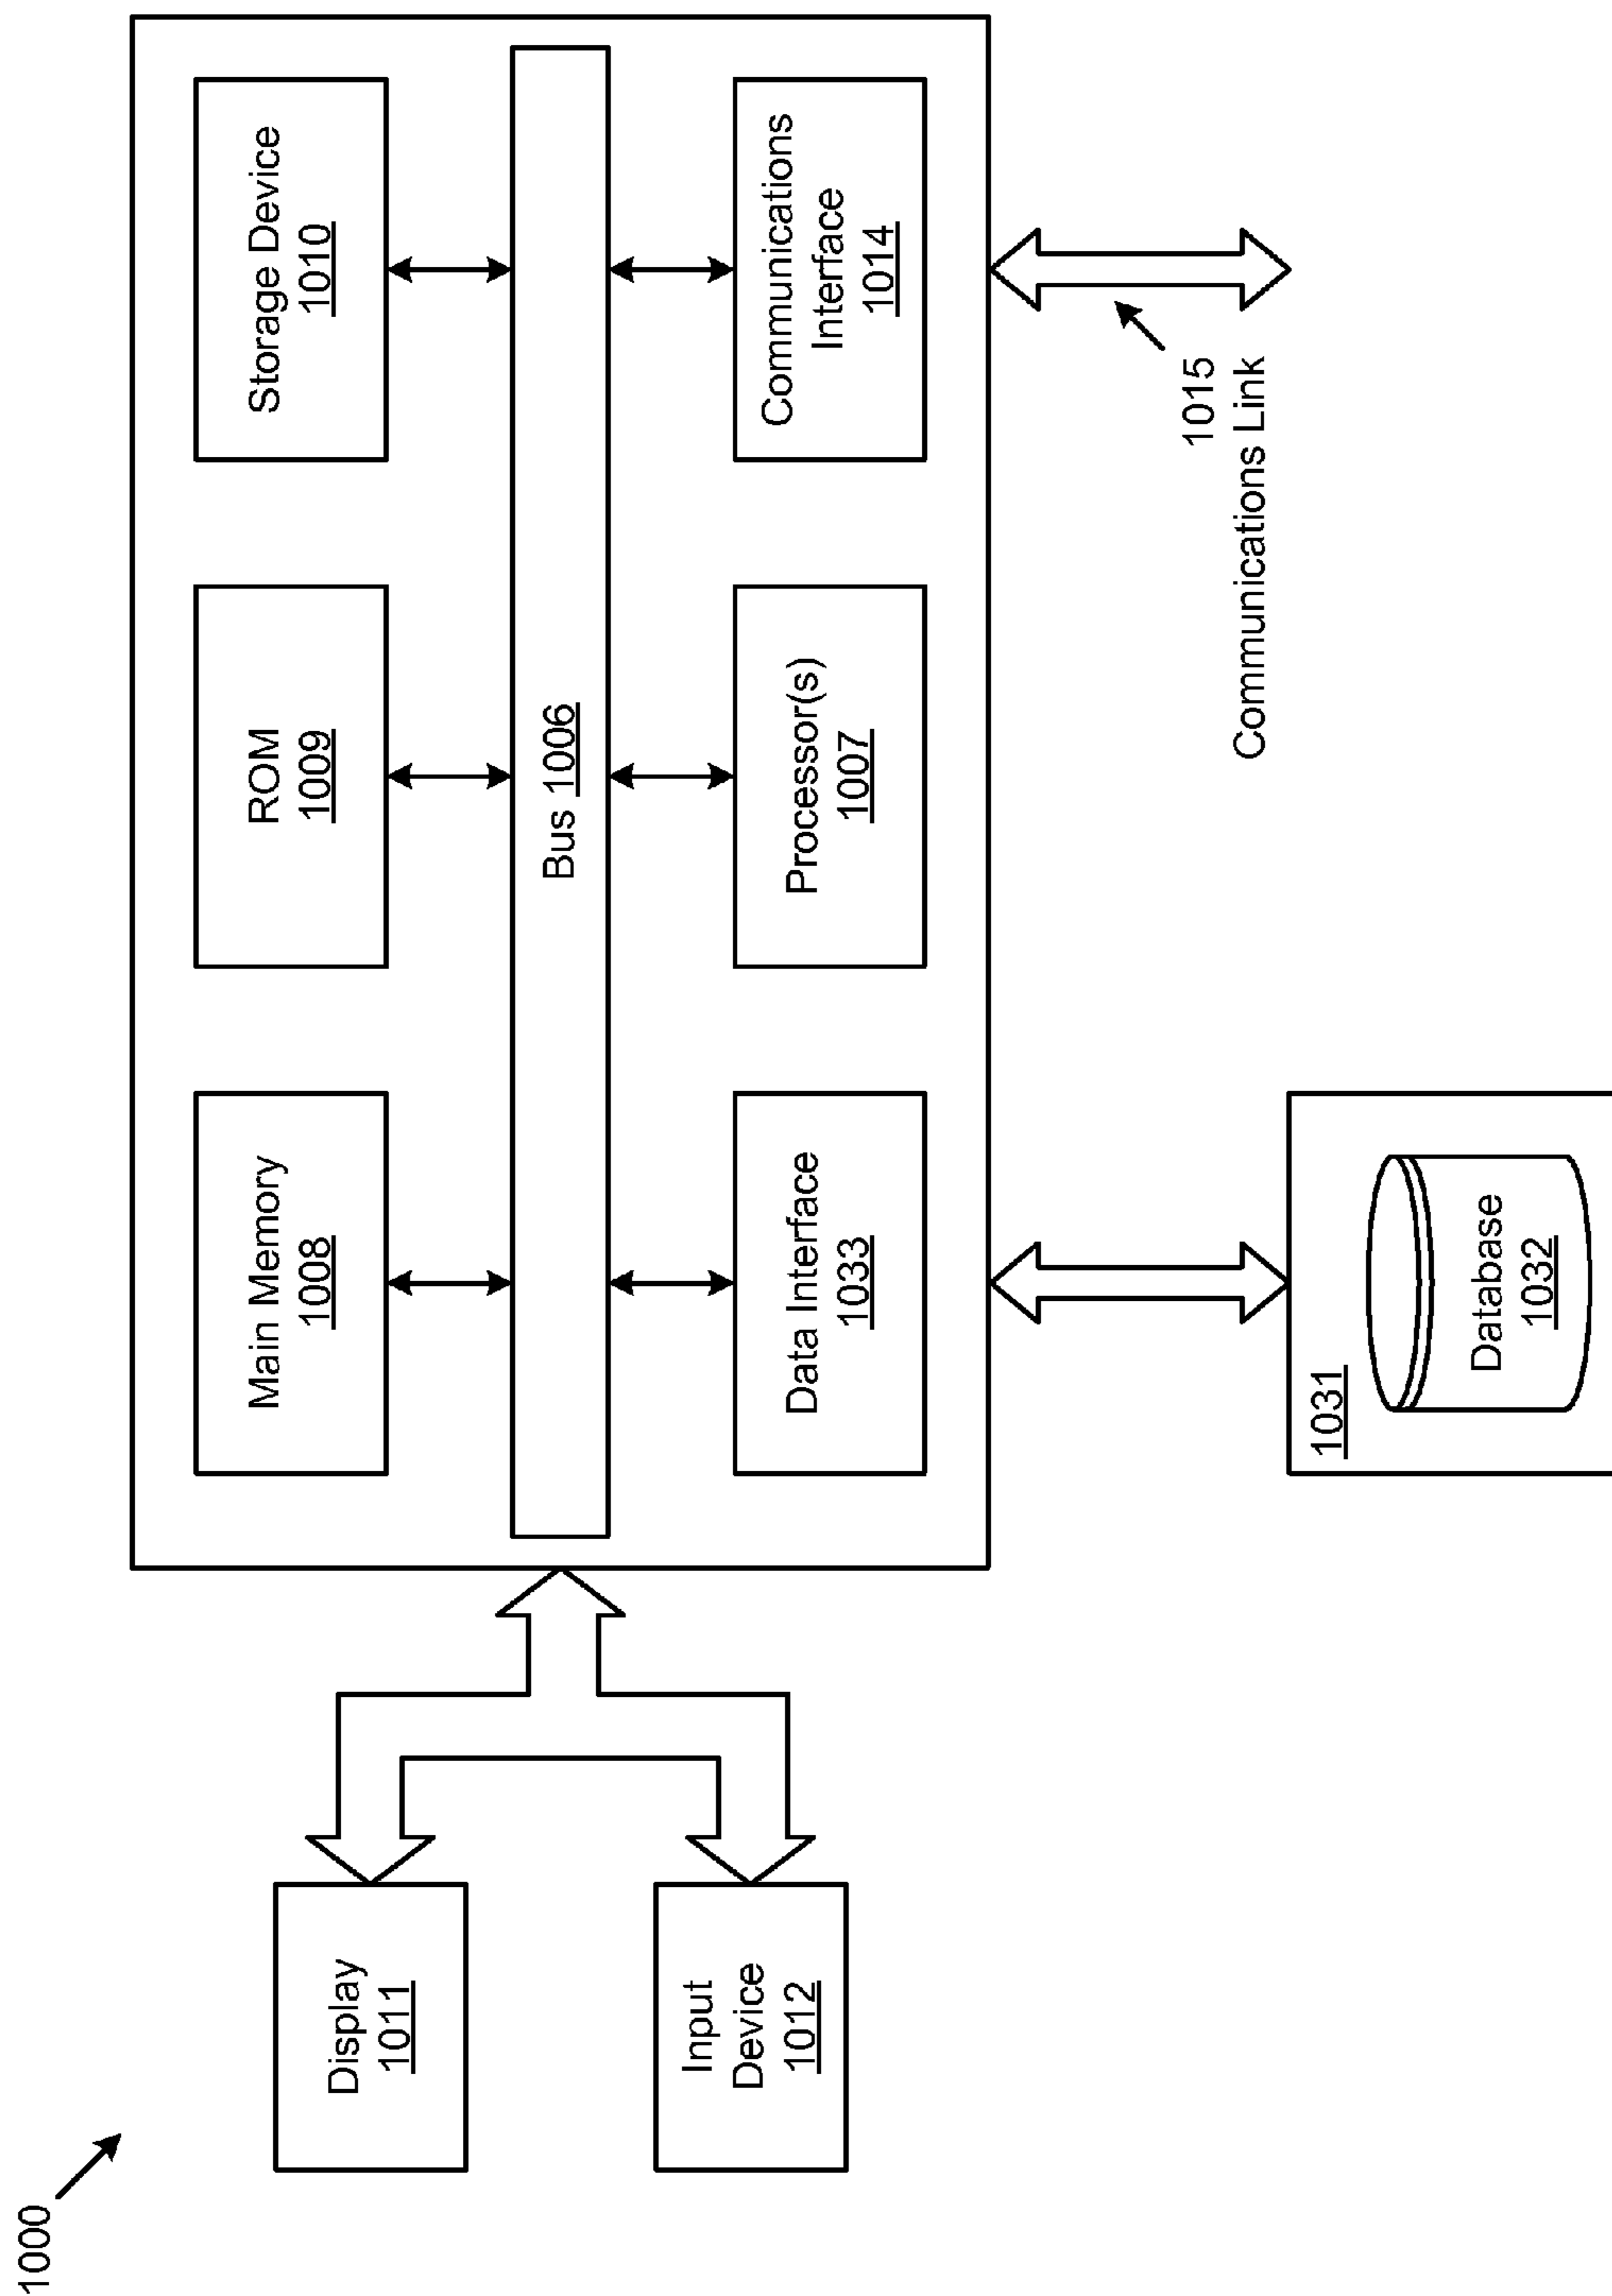 1000
Display
1011
Input
Device
1012
Main Memory
1008
ROM
1009
Storage Device
1010
Bus 1006
Data Interface
1033
Processor(s)
1007
Communications
Interface
1014
1015
Communications Link
1031
Database
1032